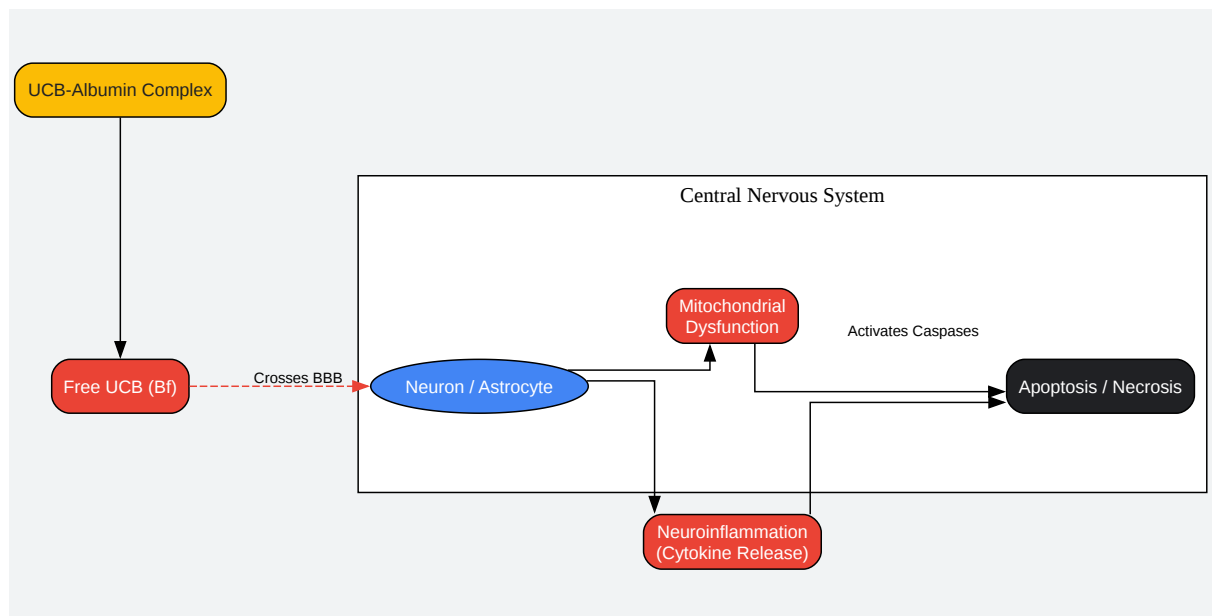 UCB-Albumin Complex
Central Nervous System
Mitochondrial
Dysfunction
Activates Caspases
Free UCB (Bf)
Crosses BBB
Neuron / Astrocyte
Apoptosis / Necrosis
Neuroinflammation
(Cytokine Release)